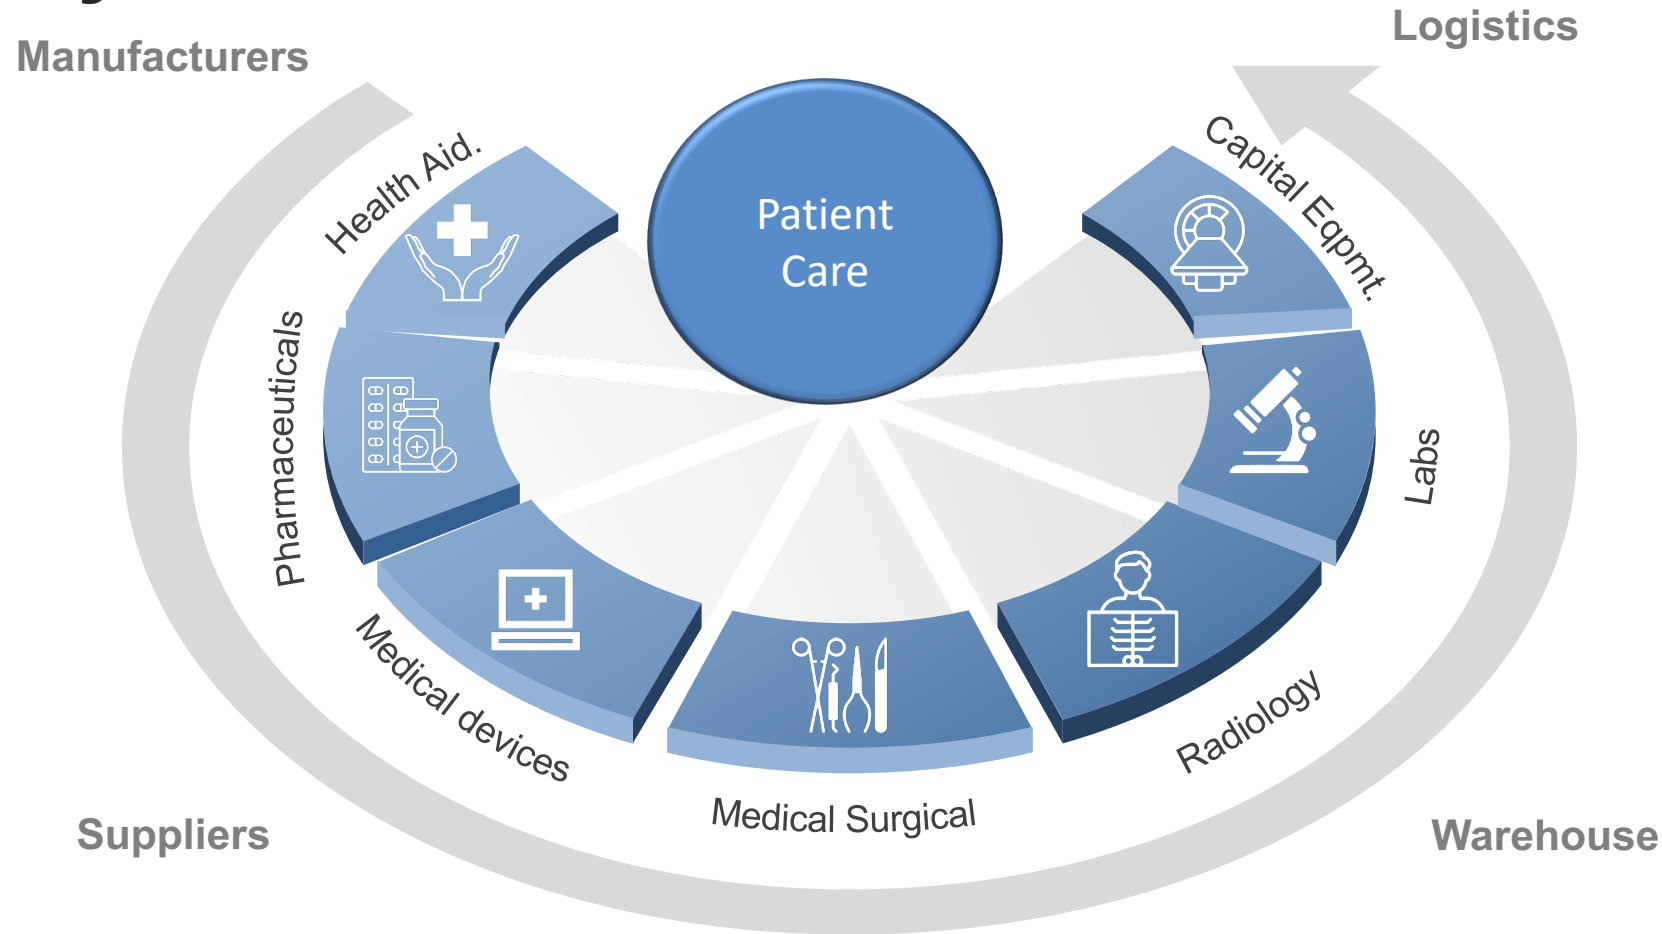 Manufacturers
Logistics
Patient
Care
Health Aid.
Capital Eqpmt.
Pharmaceuticals
Labs
Medical devices
Radiology
Medical Surgical
Suppliers
Warehouse